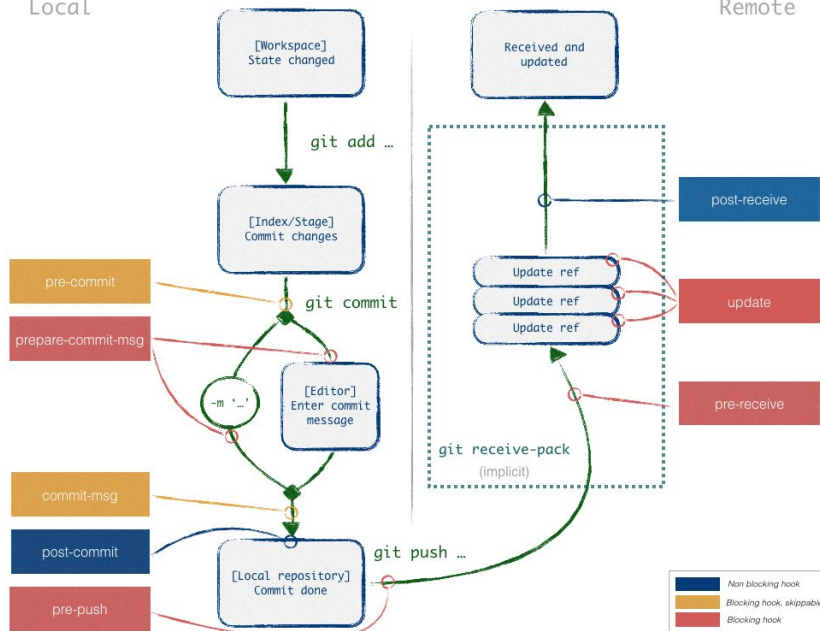 Local
Remote
[Workspace]
State changed
Received and
updated
git add …
post-receive
[Index/Stage]
Commit changes
pre-commit
git commit
Update ref
Update ref
Update ref
update
prepare-commit-msg
-m ‘…’
[Editor]
Enter commit
message
pre-receive
git receive-pack
(implicit)
commit-msg
post-commit
git push …
[Local repository]
Commit done
pre-push
Non blocking hook
Blocking hook, skippable
Blocking hook